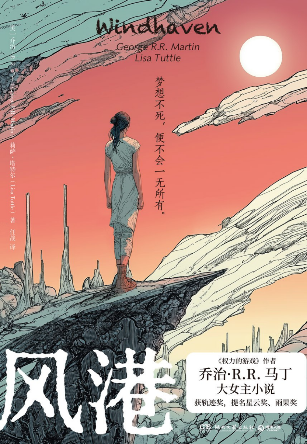 Windhaven
George R.R. Martin
Lisa Tuttle
梦想不死，便不会一无所有。
风港
《权力的游戏》作者
乔治·R.R. 马丁
大女主小说
获轨迹奖，提名星云奖、雨果奖